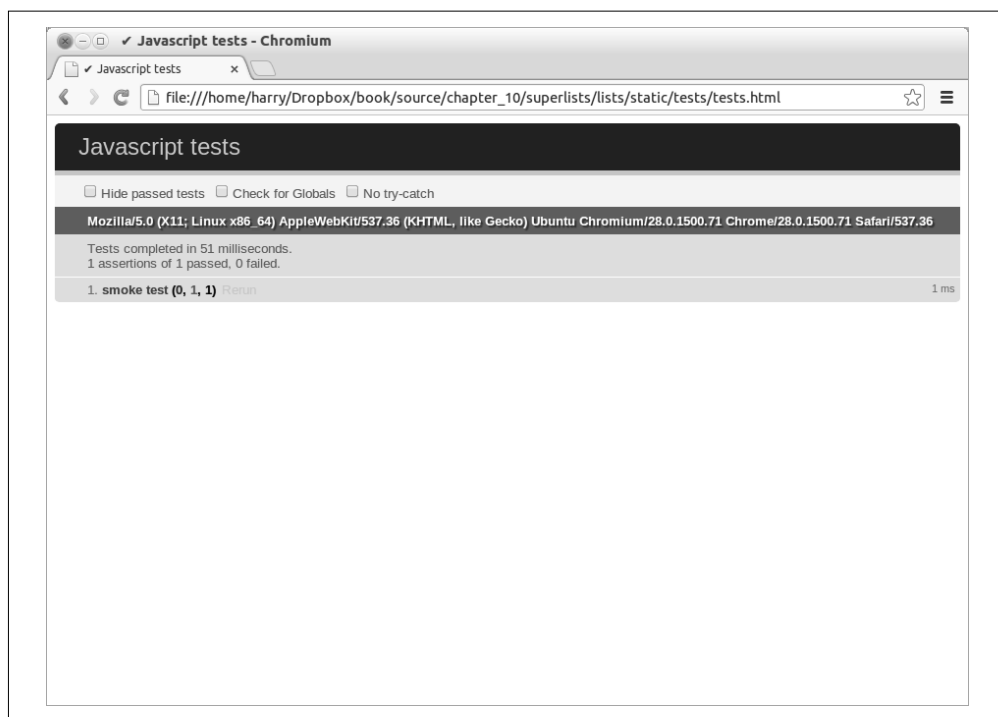 ✔ Javascript tests - Chromium
✔ Javascript tests
file:///home/harry/Dropbox/book/source/chapter_10/superlists/lists/static/tests/tests.html
Javascript tests
Hide passed tests Check for Globals No try-catch
Mozilla/5.0 (X11; Linux x86_64) AppleWebKit/537.36 (KHTML, like Gecko) Ubuntu Chromium/28.0.1500.71 Chrome/28.0.1500.71 Safari/537.36
Tests completed in 51 milliseconds.
1 assertions of 1 passed, 0 failed.
1. smoke test (0, 1, 1) Rerun 1 ms